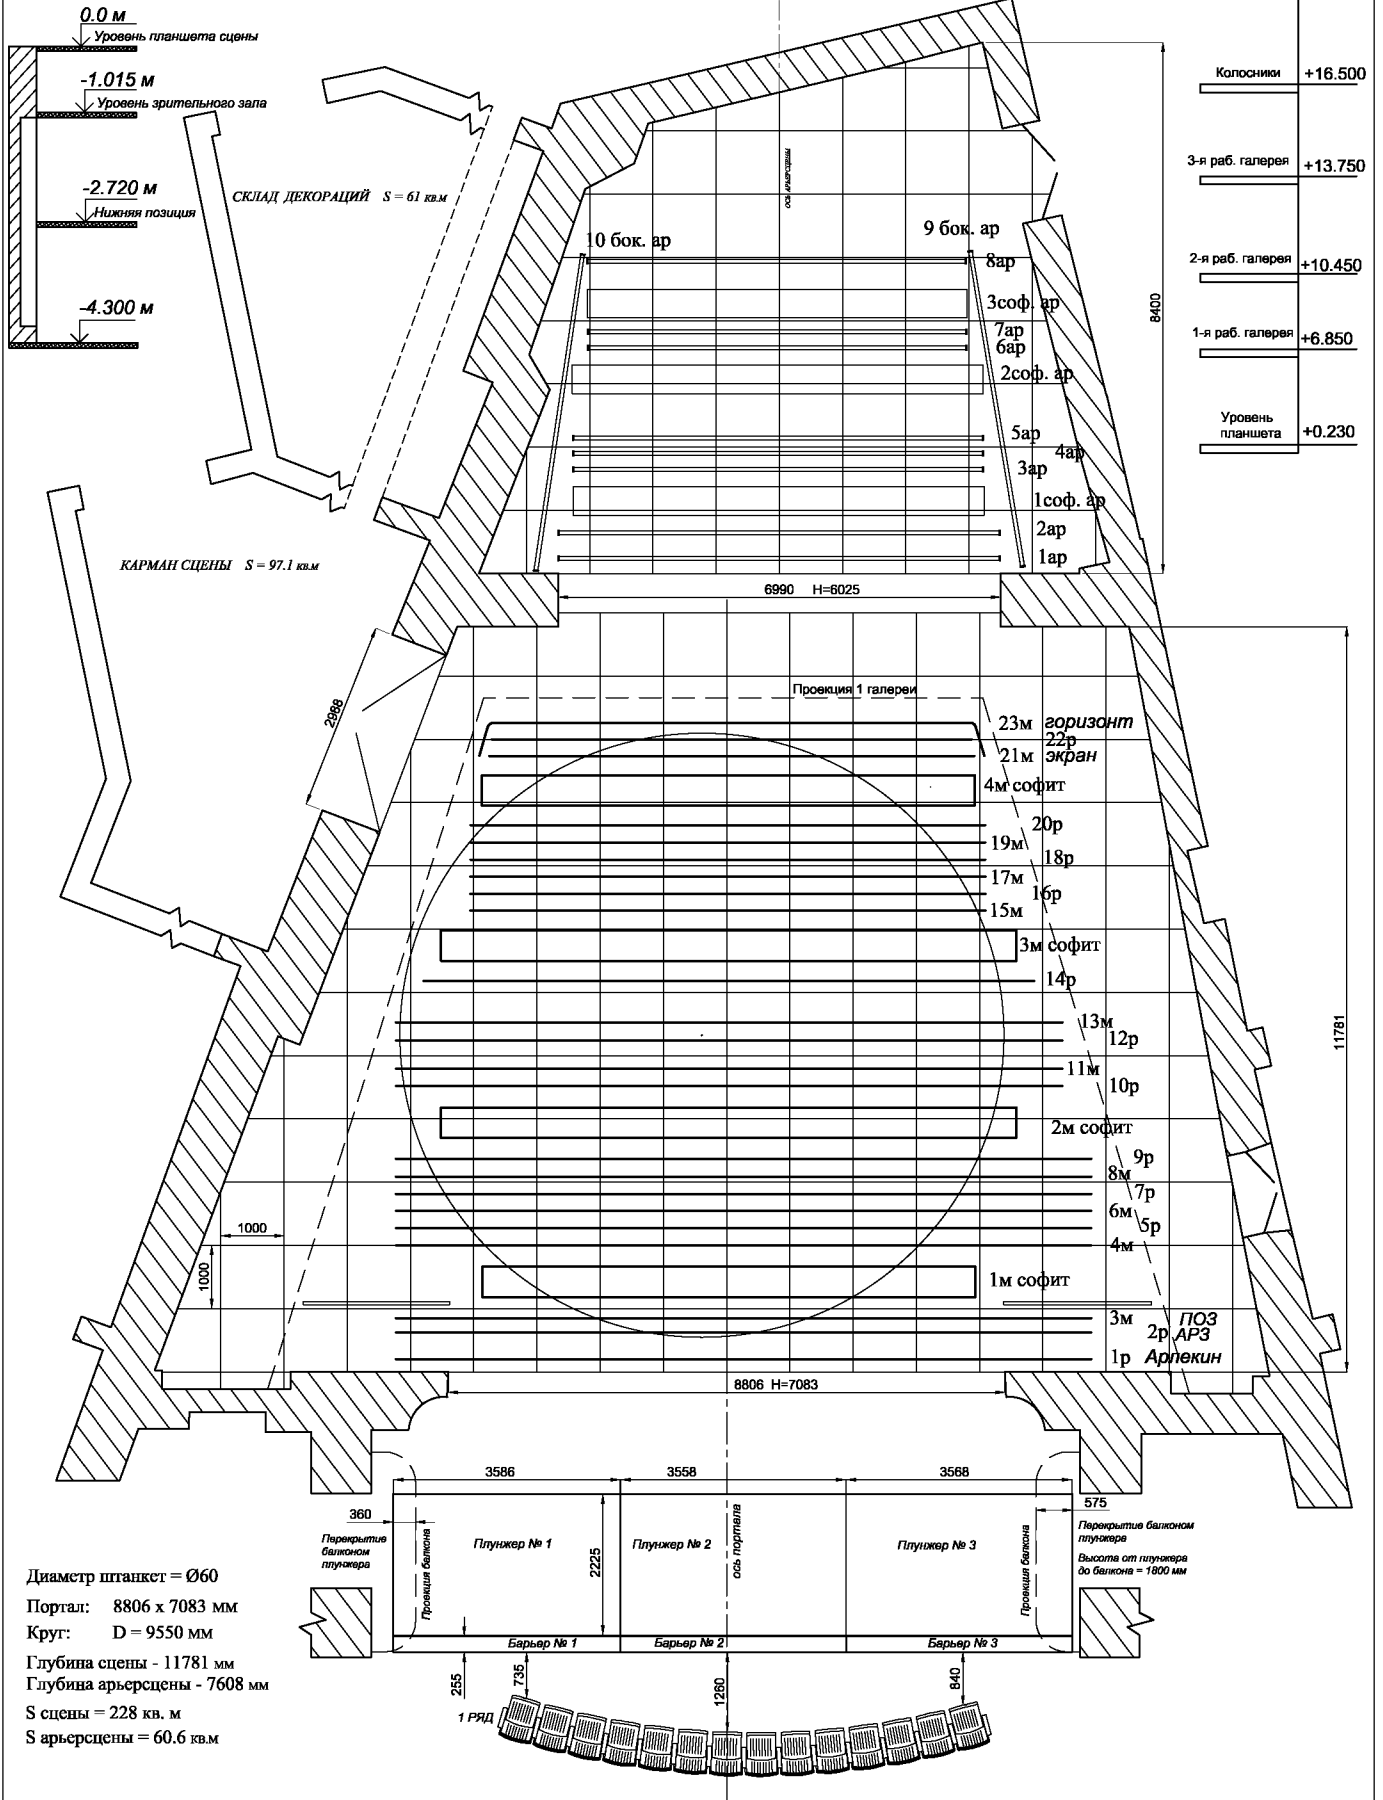 0.0 м
Уровень планшета сцены
-1.015 м
Уровень зрительного зала
-2.720 м
Нижняя позиция
-4.300 м
СКЛАД ДЕКОРАЦИЙ S = 61 кв.м
КАРМАН СЦЕНЫ S = 97.1 кв.м
Колосники +16.500
3-я раб. галерея +13.750
2-я раб. галерея +10.450
1-я раб. галерея +6.850
Уровень
планшета +0.230
ОСЬ АРЬЕРСЦЕНЫ
10 бок. ар
9 бок. ар
8ар
3соф. ар
7ар
6ар
2соф. ар
5ар
4ар
3ар
1соф. ар
2ар
1ар
8400
6990 H=6025
2988
Проекция 1 галереи
23м горизонт
22р
21м экран
4м софит
20р
19м
18р
17м
16р
15м
3м софит
14р
13м
12р
11м
10р
2м софит
9р
8м
7р
6м
5р
4м
1м софит
3м ПОЗ
2р АРЗ
1р Арлекин
11781
1000
1000
8806 H=7083
3586
3558
3568
360
575
Перекрытие
балконом
плунжера
Проекция балкона
Плунжер № 1
2225
Плунжер № 2
ось портала
Плунжер № 3
Проекция балкона
Перекрытие балконом
плунжера
Высота от плунжера
до балкона = 1800 мм
Барьер № 1
Барьер № 2
Барьер № 3
255
735
1260
840
1 РЯД
Диаметр штанкет = Ø60
Портал: 8806 x 7083 мм
Круг: D = 9550 мм
Глубина сцены - 11781 мм
Глубина арьерсцены - 7608 мм
S сцены = 228 кв. м
S арьерсцены = 60.6 кв.м